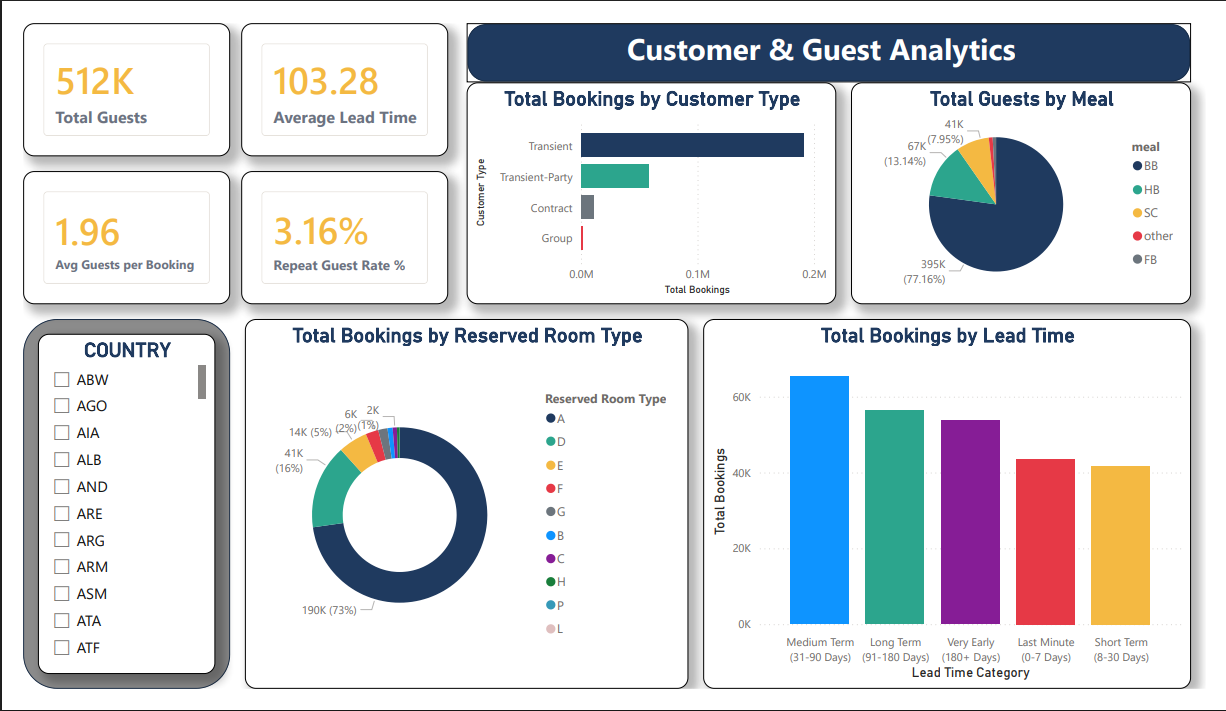 512K
Total Guests
103.28
Average Lead Time
1.96
Avg Guests per Booking
3.16%
Repeat Guest Rate %
Customer & Guest Analytics
Total Bookings by Customer Type
Customer Type
Transient
Transient-Party
Contract
Group
0.0M 0.1M 0.2M
Total Bookings
Total Guests by Meal
41K
(7.95%)
67K
(13.14%)
395K
(77.16%)
meal
BB
HB
SC
other
FB
COUNTRY
ABW
AGO
AIA
ALB
AND
ARE
ARG
ARM
ASM
ATA
ATF
Total Bookings by Reserved Room Type
2K
(1%)
6K
(2%)
14K (5%)
41K
(16%)
190K (73%)
Reserved Room Type
A
D
E
F
G
B
C
H
P
L
Total Bookings by Lead Time
Total Bookings
60K
40K
20K
0K
Medium Term
(31-90 Days)
Long Term
(91-180 Days)
Very Early
(180+ Days)
Last Minute
(0-7 Days)
Short Term
(8-30 Days)
Lead Time Category